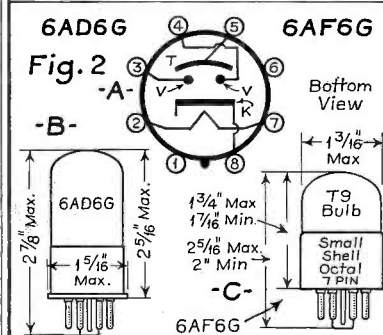 6AD6G
6AF6G
Fig. 2
-A-
4
5
3
6
2
7
1
8
T
V
V
K
Bottom
View
-B-
6AD6G
2 7/8" Max.
2 5/16" Max.
1 5/16"
Max.
1 3/16"
Max
T9
Bulb
Small
Shell
Octal
7 PIN
1 3/4" Max
1 7/16" Min.
2 5/16" Max.
2" Min
-C-
6AF6G